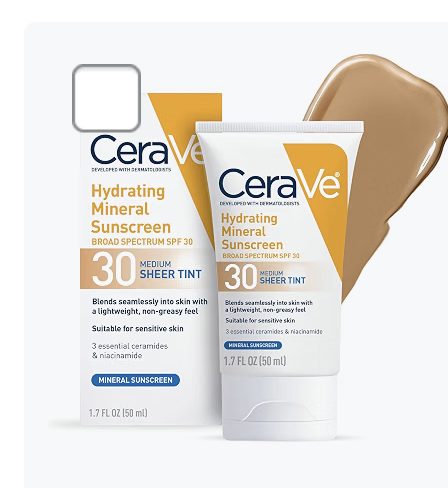 CeraVe
DEVELOPED WITH DERMATOLOGISTS
Hydrating
Mineral
Sunscreen
BROAD SPECTRUM SPF 30
30 MEDIUM
SHEER TINT
Blends seamlessly into skin with
a lightweight, non-greasy feel
Suitable for sensitive skin
3 essential ceramides
& niacinamide
MINERAL SUNSCREEN
1.7 FL OZ (50 ml)
CeraVe®
DEVELOPED WITH DERMATOLOGISTS
Hydrating
Mineral
Sunscreen
BROAD SPECTRUM SPF 30
30 MEDIUM
SHEER TINT
Blends seamlessly into skin with
a lightweight, non-greasy feel
Suitable for sensitive skin
3 essential ceramides & niacinamide
MINERAL SUNSCREEN
1.7 FL OZ (50 ml)